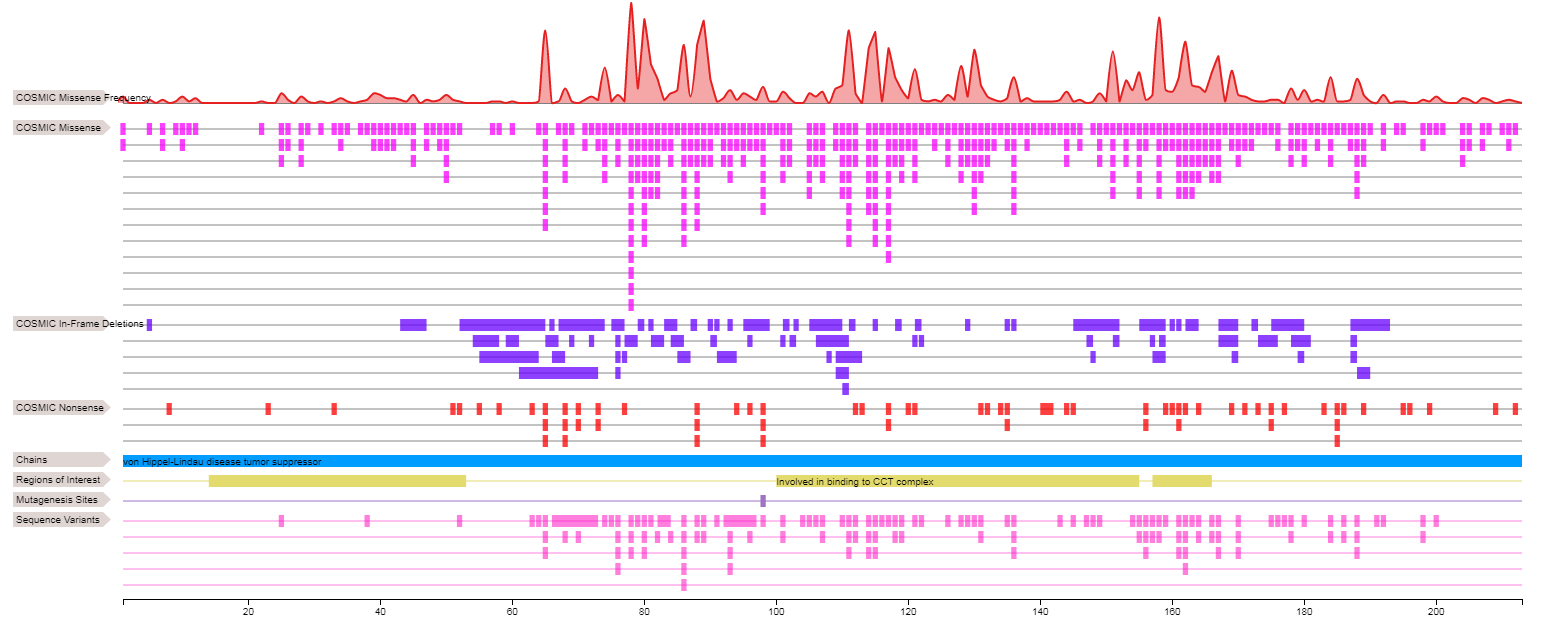 COSMIC Missense Frequency
COSMIC Missense
COSMIC In-Frame Deletions
COSMIC Nonsense
Chains
von Hippel-Lindau disease tumor suppressor
Regions of Interest
Involved in binding to CCT complex
Mutagenesis Sites
Sequence Variants
20 40 60 80 100 120 140 160 180 200